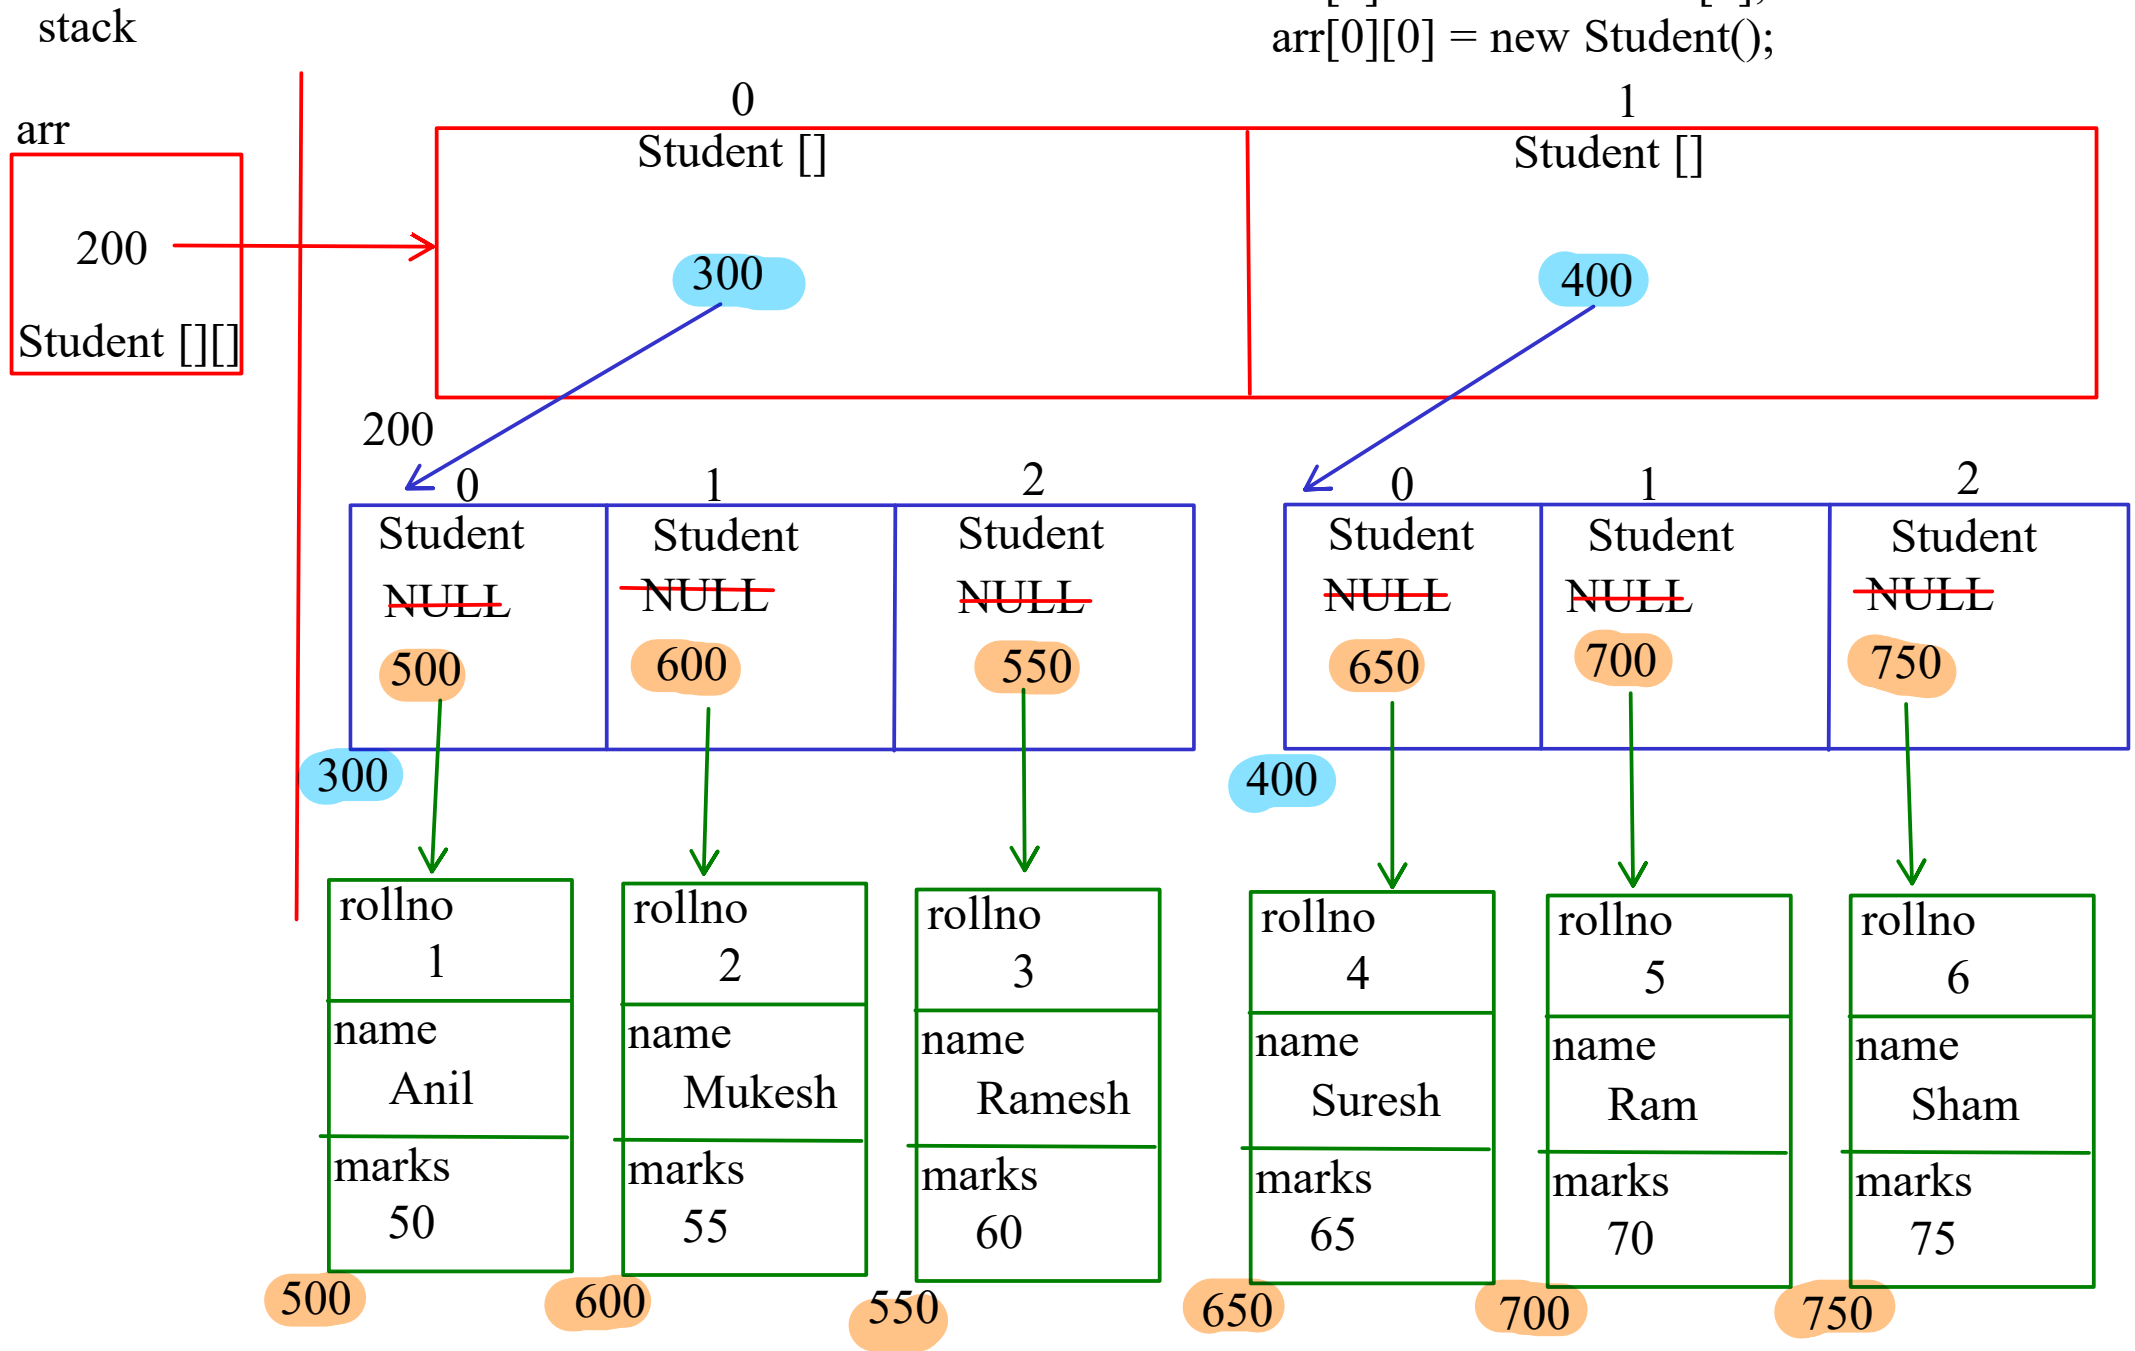 stack
arr[0][0] = new Student();
0
1
arr
Student []
Student []
200
300
400
Student [][]
200
0
1
2
0
1
2
Student
Student
Student
Student
Student
Student
NULL
NULL
NULL
NULL
NULL
NULL
500
600
550
650
700
750
300
400
rollno
1
name
Anil
marks
50
500
rollno
2
name
Mukesh
marks
55
600
rollno
3
name
Ramesh
marks
60
550
rollno
4
name
Suresh
marks
65
650
rollno
5
name
Ram
marks
70
700
rollno
6
name
Sham
marks
75
750